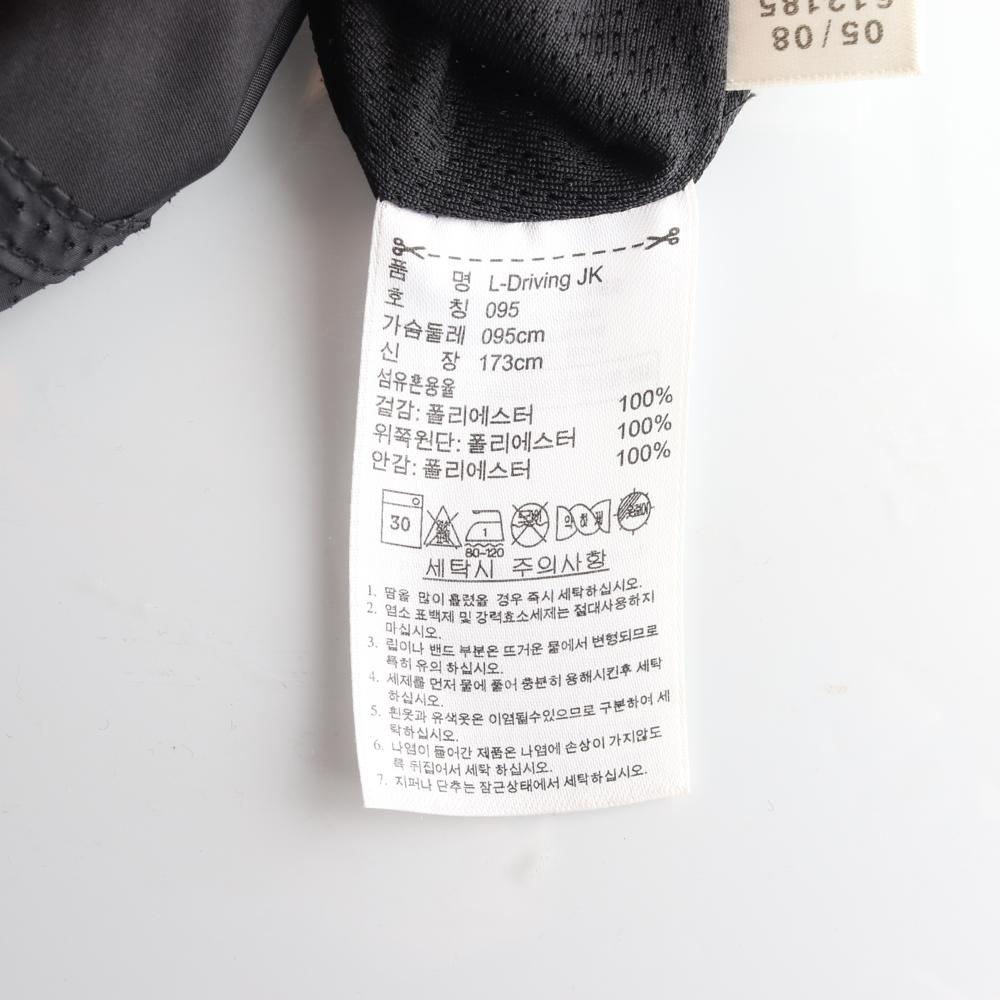 05/08
612185
품 명 L-Driving JK
호 칭 095
가슴둘레 095cm
신 장 173cm
섬유혼용율
겉감: 폴리에스터 100%
위쪽원단: 폴리에스터 100%
안감: 폴리에스터 100%
30
1
80-120
드라이
약하게
옷걸이
세탁시 주의사항
1. 땀을 많이 흘렸을 경우 즉시 세탁하십시오.
2. 염소 표백제 및 강력효소세제는 절대사용하지
마십시오.
3. 립이나 밴드 부분은 뜨거운 물에서 변형되므로
특히 유의 하십시오.
4. 세제를 먼저 물에 풀어 충분히 용해시킨후 세탁
하십시오.
5. 흰옷과 유색옷은 이염될수있으므로 구분하여 세
탁하십시오.
6. 나염이 들어간 제품은 나염에 손상이 가지않도
록 뒤집어서 세탁 하십시오.
7. 지퍼나 단추는 잠근상태에서 세탁하십시오.